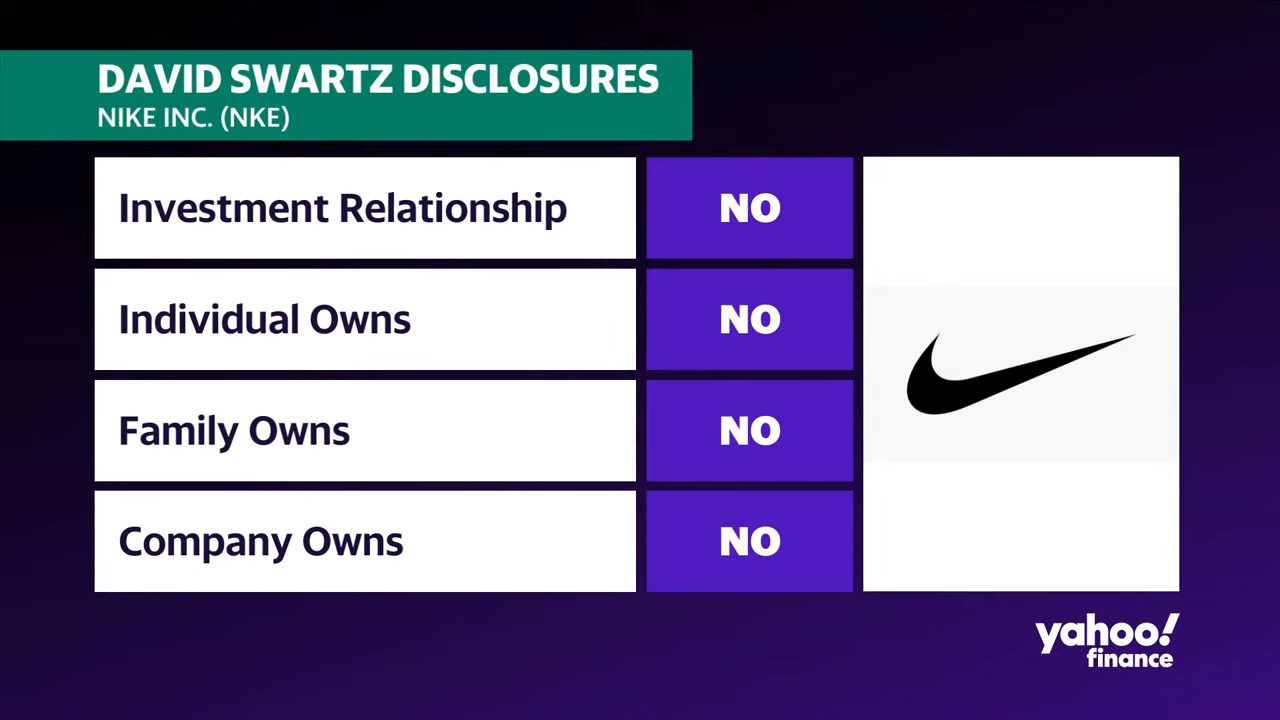 DAVID SWARTZ DISCLOSURES
NIKE INC. (NKE)
Investment Relationship NO
Individual Owns NO
Family Owns NO
Company Owns NO
yahoo!
finance